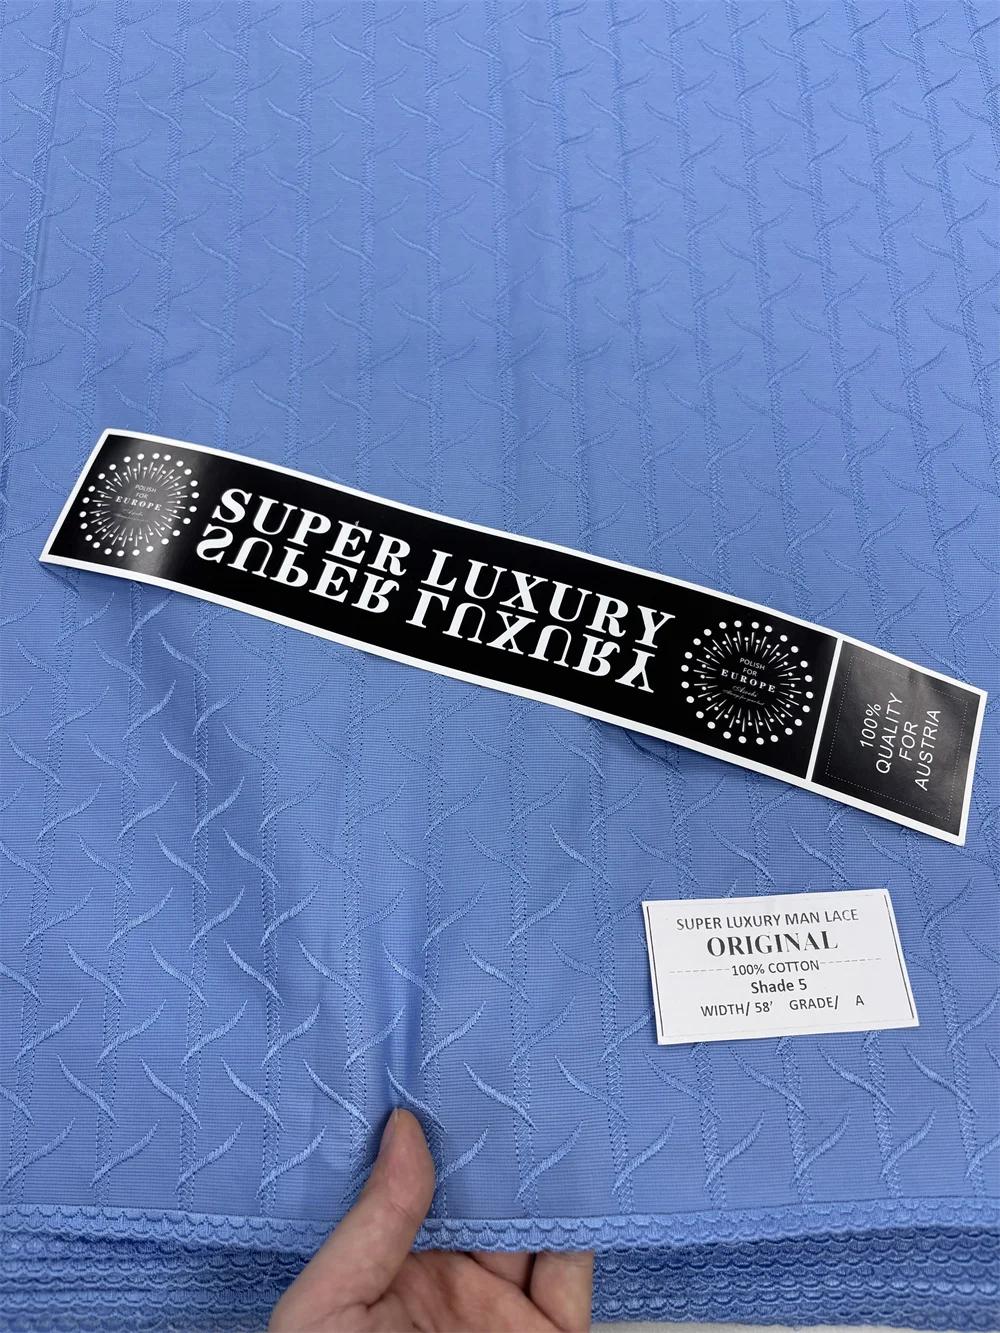 POLISH
FOR
EUROPE
SUPER LUXURY
SUPER LUXURY
POLISH
FOR
EUROPE
100%
QUALITY
FOR
AUSTRIA
SUPER LUXURY MAN LACE
ORIGINAL
100% COTTON
Shade 5
WIDTH/ 58' GRADE/ A